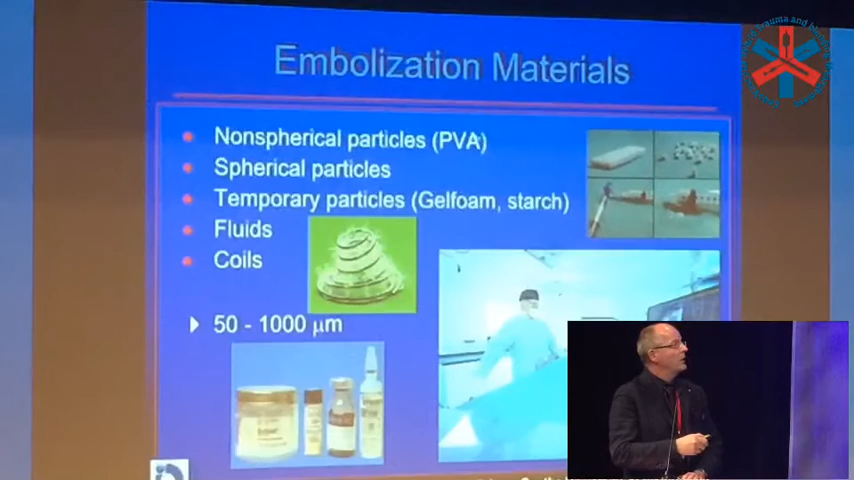 Embolization Materials
Nonspherical particles (PVA)
Spherical particles
Temporary particles (Gelfoam, starch)
Fluids
Coils
50 - 1000 µm